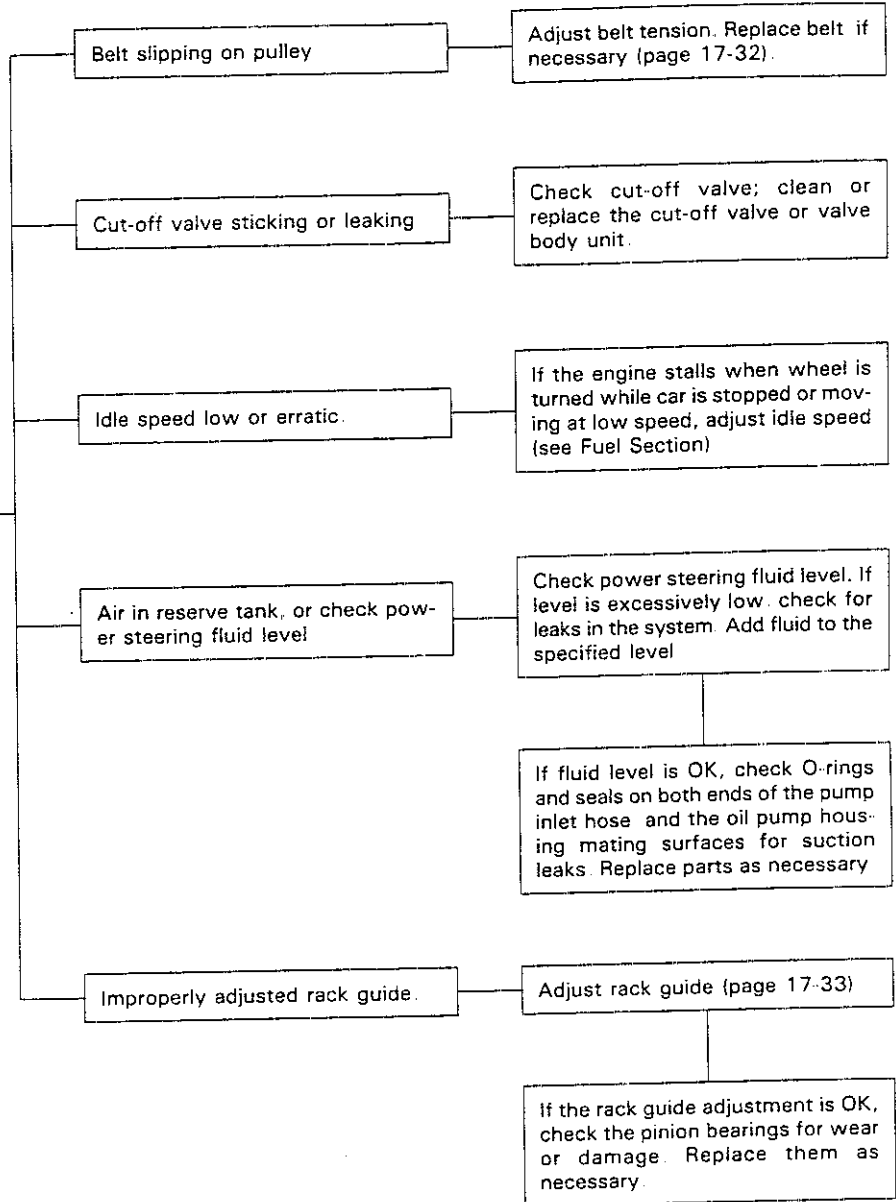 Belt slipping on pulley
Adjust belt tension. Replace belt if
necessary (page 17-32).
Cut-off valve sticking or leaking
Check cut-off valve; clean or
replace the cut-off valve or valve
body unit.
Idle speed low or erratic.
If the engine stalls when wheel is
turned while car is stopped or mov-
ing at low speed, adjust idle speed
(see Fuel Section)
Air in reserve tank, or check pow-
er steering fluid level
Check power steering fluid level. If
level is excessively low. check for
leaks in the system. Add fluid to the
specified level
If fluid level is OK, check O-rings
and seals on both ends of the pump
inlet hose and the oil pump hous-
ing mating surfaces for suction
leaks. Replace parts as necessary
Improperly adjusted rack guide.
Adjust rack guide (page 17-33)
If the rack guide adjustment is OK,
check the pinion bearings for wear
or damage. Replace them as
necessary.